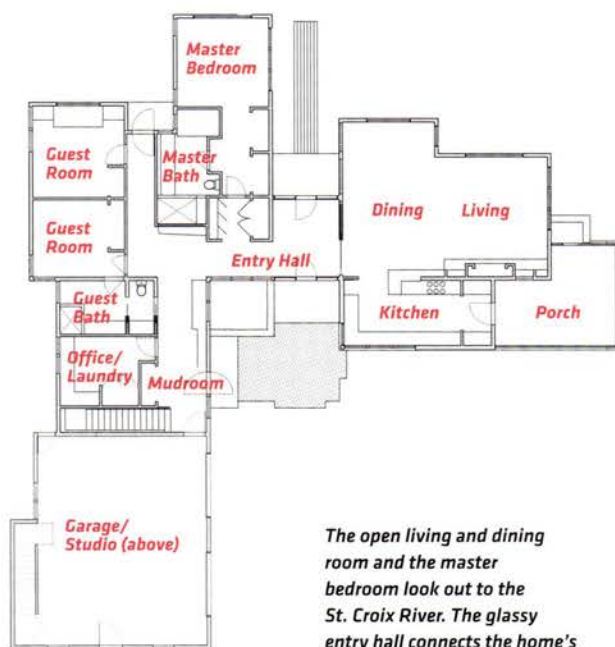 Master
Bedroom
Guest
Room
Master
Bath
Guest
Room
Dining
Living
Entry Hall
Guest
Bath
Kitchen
Porch
Office/
Laundry
Mudroom
Garage/
Studio (above)
The open living and dining
room and the master
bedroom look out to the
St. Croix River. The glassy
entry hall connects the home's